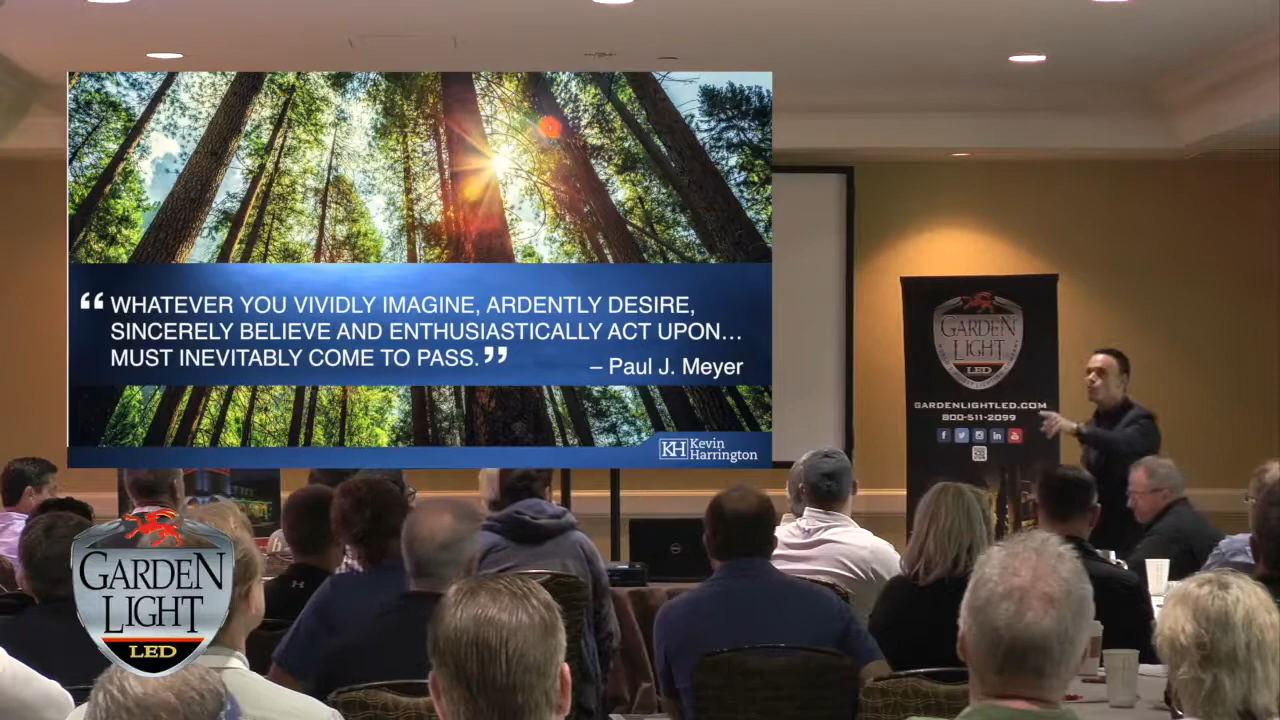 “ WHATEVER YOU VIVIDLY IMAGINE, ARDENTLY DESIRE,
SINCERELY BELIEVE AND ENTHUSIASTICALLY ACT UPON...
MUST INEVITABLY COME TO PASS. ”
– Paul J. Meyer
KH Kevin
Harrington
GARDEN
LIGHT
LED
GARDENLIGHTLED.COM
800-511-2099
GARDEN
LIGHT
LED
DELL